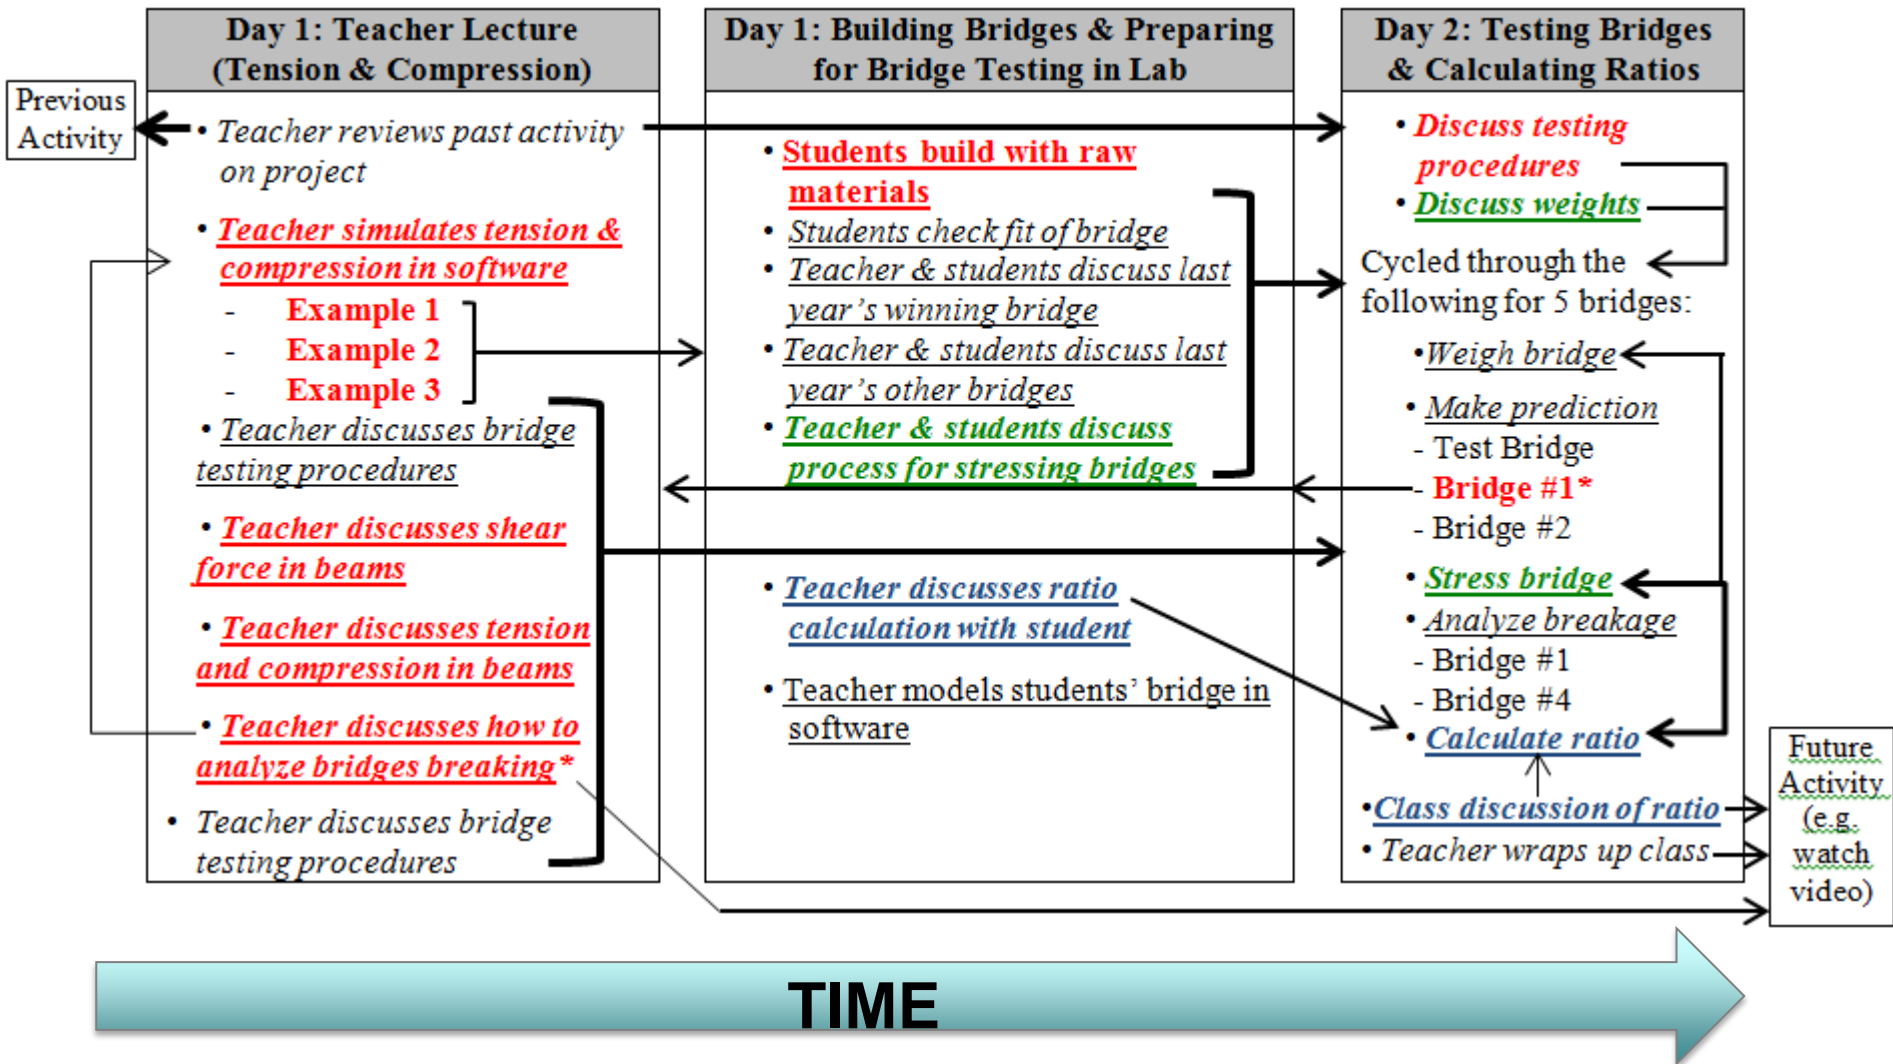 Day 1: Teacher Lecture
(Tension & Compression)
Previous
Activity
• Teacher reviews past activity
on project
• Teacher simulates tension &
compression in software
- Example 1
- Example 2
- Example 3
• Teacher discusses bridge
testing procedures
• Teacher discusses shear
force in beams
• Teacher discusses tension
and compression in beams
• Teacher discusses how to
analyze bridges breaking*
• Teacher discusses bridge
testing procedures
Day 1: Building Bridges & Preparing
for Bridge Testing in Lab
• Students build with raw
materials
• Students check fit of bridge
• Teacher & students discuss last
year's winning bridge
• Teacher & students discuss last
year's other bridges
• Teacher & students discuss
process for stressing bridges
• Teacher discusses ratio
calculation with student
• Teacher models students' bridge in
software
Day 2: Testing Bridges
& Calculating Ratios
• Discuss testing
procedures
• Discuss weights
Cycled through the
following for 5 bridges:
•Weigh bridge
• Make prediction
- Test Bridge
- Bridge #1*
- Bridge #2
• Stress bridge
• Analyze breakage
- Bridge #1
- Bridge #4
• Calculate ratio
•Class discussion of ratio
• Teacher wraps up class
Future
Activity
(e.g.
watch
video)
TIME